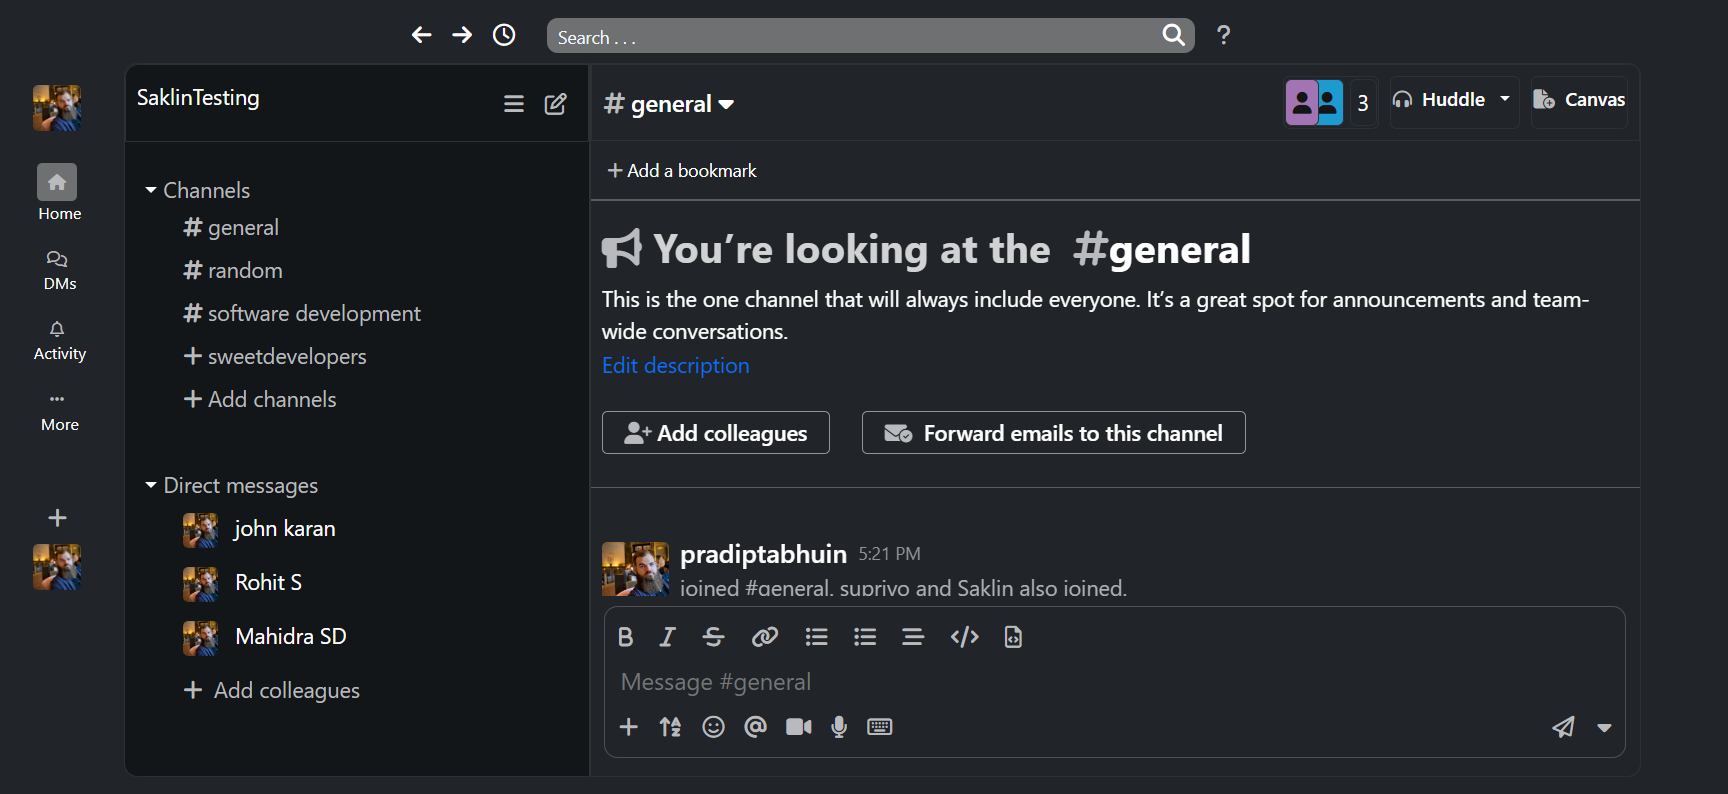 Search . . .
?
SaklinTesting
Home
DMs
Activity
More
Channels
# general
# random
# software development
+ sweetdevelopers
+ Add channels
Direct messages
john karan
Rohit S
Mahidra SD
+ Add colleagues
# general
3
Huddle
Canvas
+ Add a bookmark
You’re looking at the #general
This is the one channel that will always include everyone. It’s a great spot for announcements and team-
wide conversations.
Edit description
Add colleagues
Forward emails to this channel
pradiptabhuin 5:21 PM
joined #general. supriyo and Saklin also joined.
B I S
Message #general